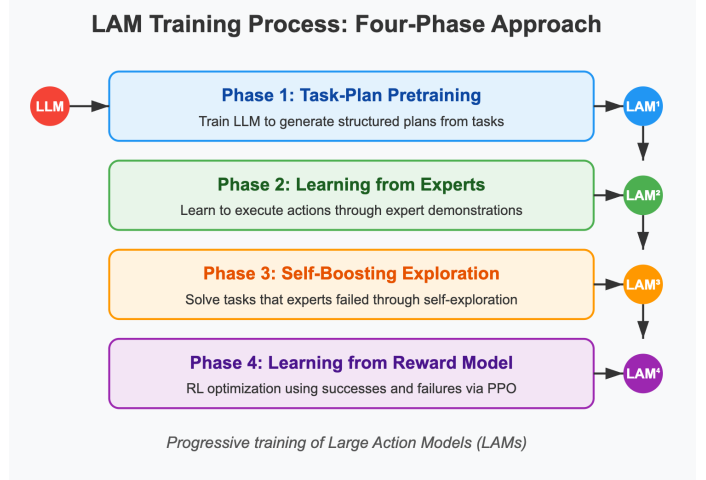 LAM Training Process: Four-Phase Approach
LLM
Phase 1: Task-Plan Pretraining
Train LLM to generate structured plans from tasks
LAM¹
Phase 2: Learning from Experts
Learn to execute actions through expert demonstrations
LAM²
Phase 3: Self-Boosting Exploration
Solve tasks that experts failed through self-exploration
LAM³
Phase 4: Learning from Reward Model
RL optimization using successes and failures via PPO
LAM⁴
Progressive training of Large Action Models (LAMs)